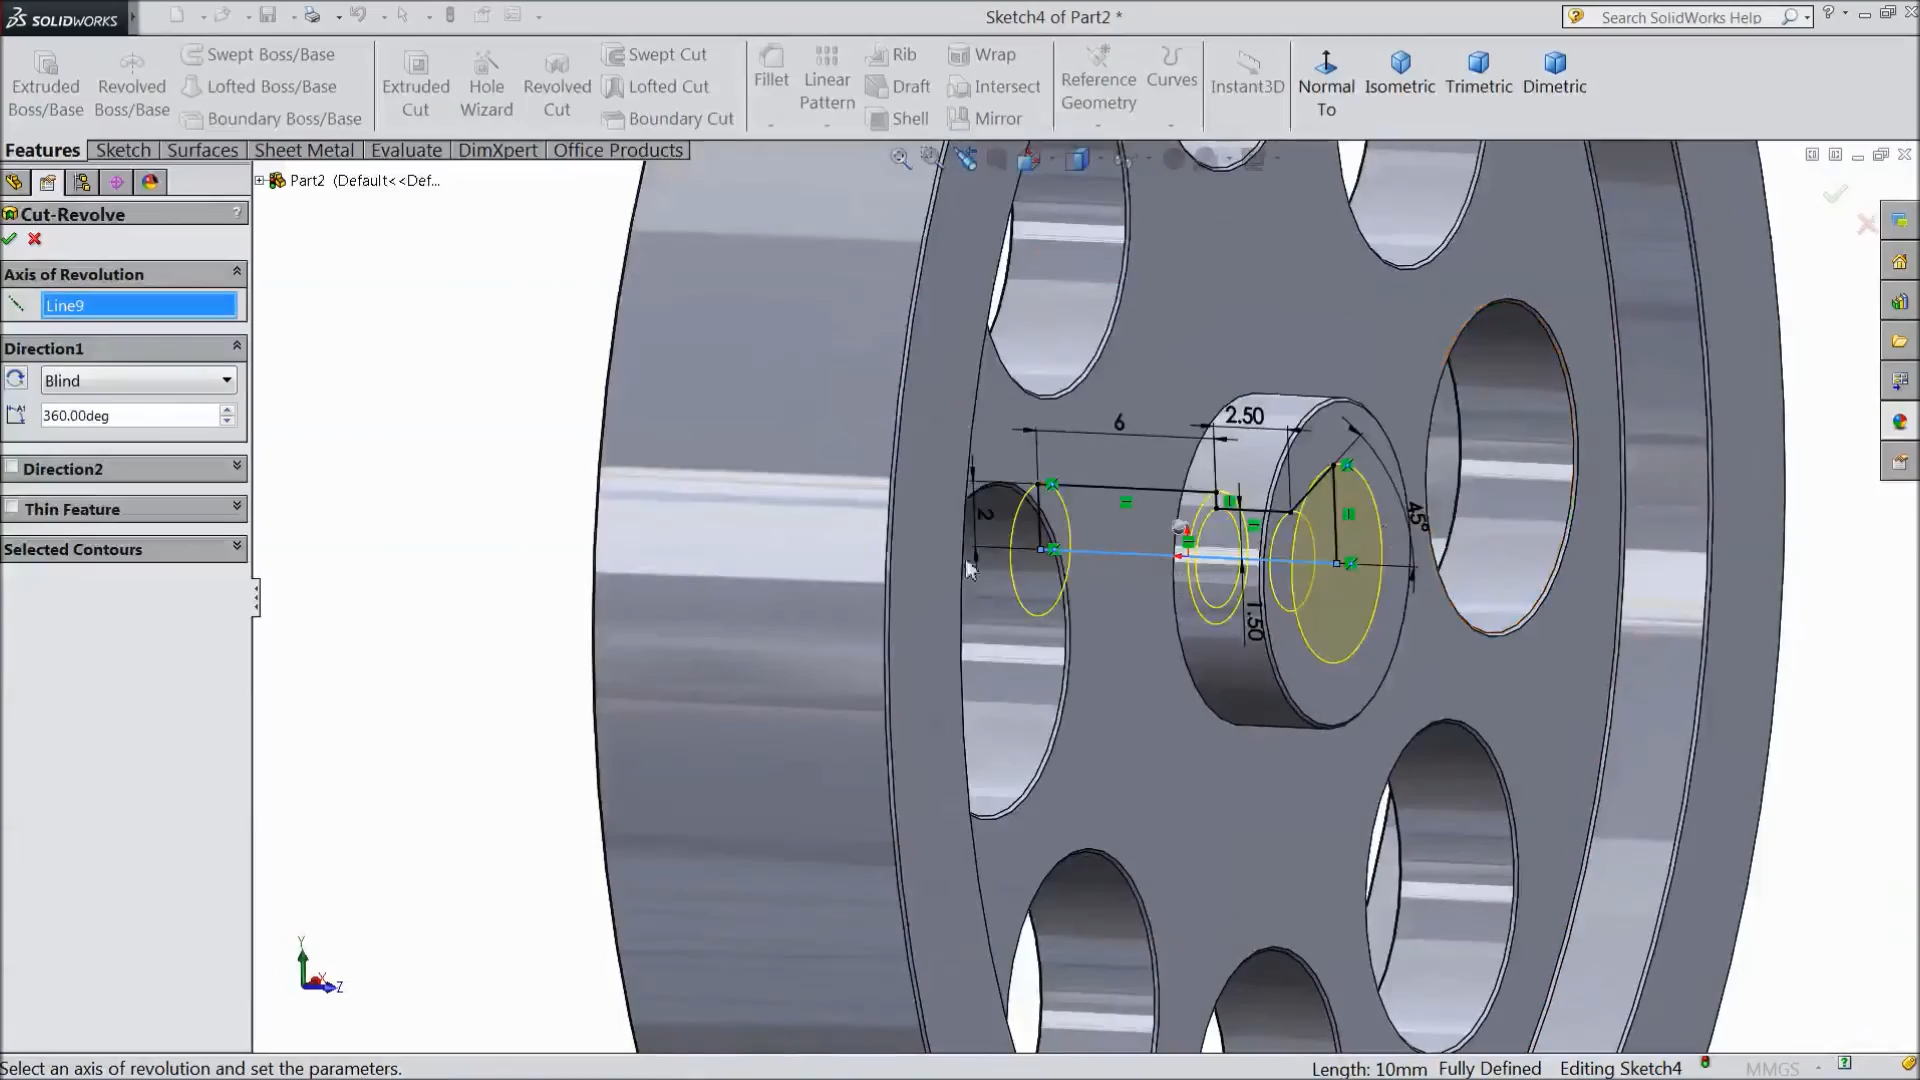 SOLIDWORKS
Sketch4 of Part2 *
Search SolidWorks Help
Extruded Boss/Base
Revolved Boss/Base
Swept Boss/Base
Lofted Boss/Base
Boundary Boss/Base
Extruded Cut
Hole Wizard
Revolved Cut
Swept Cut
Lofted Cut
Boundary Cut
Fillet
Linear Pattern
Rib
Draft
Shell
Wrap
Intersect
Mirror
Reference Geometry
Curves
Instant3D
Normal To
Isometric
Trimetric
Dimetric
Features
Sketch
Surfaces
Sheet Metal
Evaluate
DimXpert
Office Products
Part2 (Default<<Def...
Cut-Revolve
?
Axis of Revolution
Line9
Direction1
Blind
360.00deg
Direction2
Thin Feature
Selected Contours
6
2.50
2
45°
1.50
Y
X
Z
Select an axis of revolution and set the parameters.
Length: 10mm
Fully Defined
Editing Sketch4
MMGS